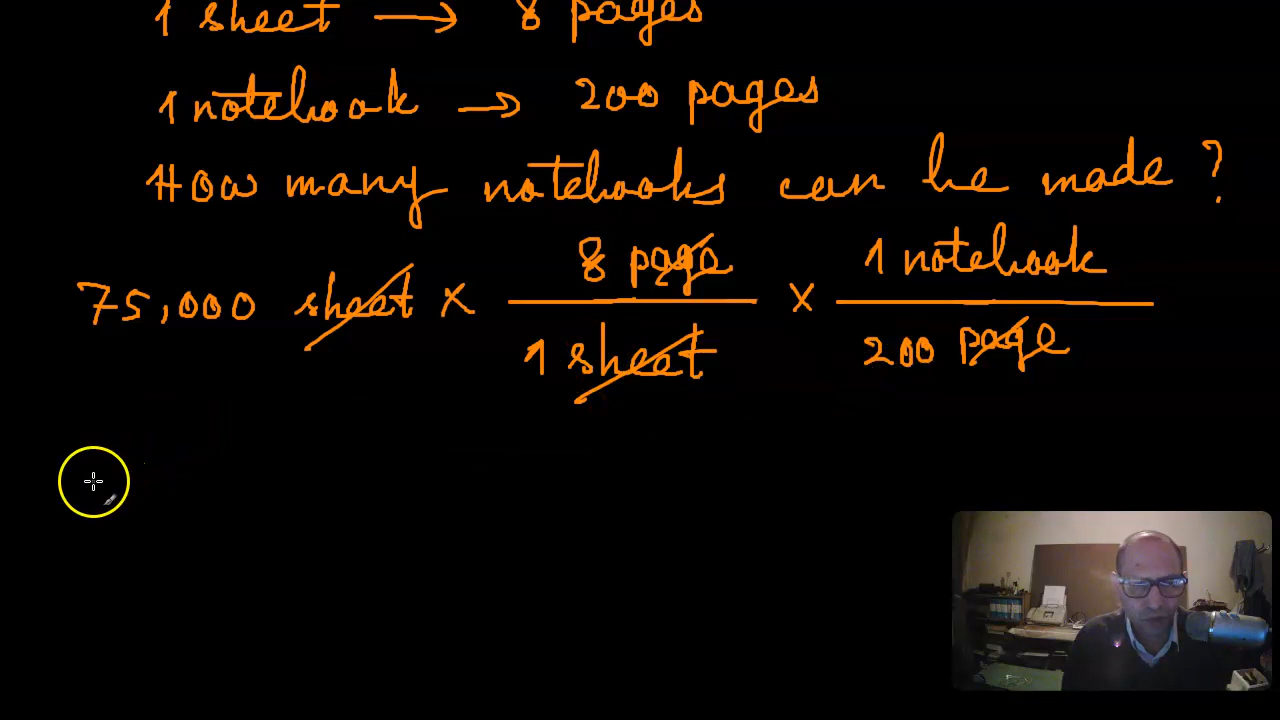 1 sheet → 8 pages
1 notebook → 200 pages
How many notebooks can be made ?
75,000 sheet x 8 page / 1 sheet x 1 notebook / 200 page